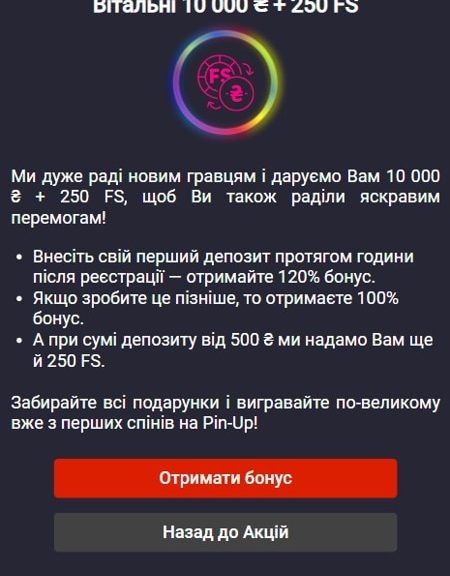 Вітальні 10 000 ₴ + 250 FS
FS
₴
Ми дуже раді новим гравцям і даруємо Вам 10 000
₴ + 250 FS, щоб Ви також раділи яскравим
перемогам!
• Внесіть свій перший депозит протягом години
після реєстрації — отримайте 120% бонус.
• Якщо зробите це пізніше, то отримаєте 100%
бонус.
• А при сумі депозиту від 500 ₴ ми надамо Вам ще
й 250 FS.
Забирайте всі подарунки і вигравайте по-великому
вже з перших спінів на Pin-Up!
Отримати бонус
Назад до Акцій